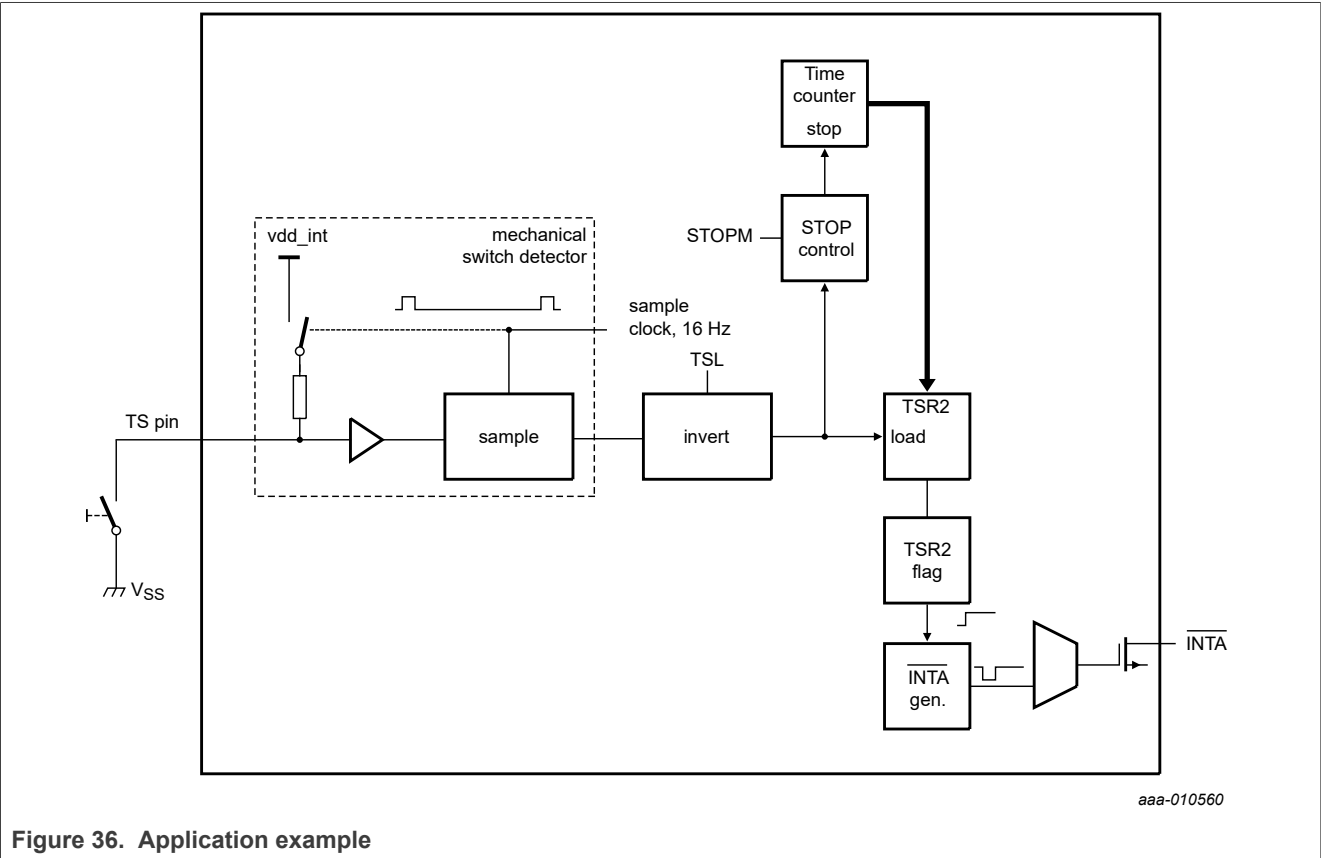 Time
counter
stop
STOPM
STOP
control
vdd_int
mechanical
switch detector
sample
clock, 16 Hz
TSL
TS pin
sample
invert
TSR2
load
TSR2
flag
VSS
INTA
INTA
gen.
aaa-010560
Figure 36. Application example